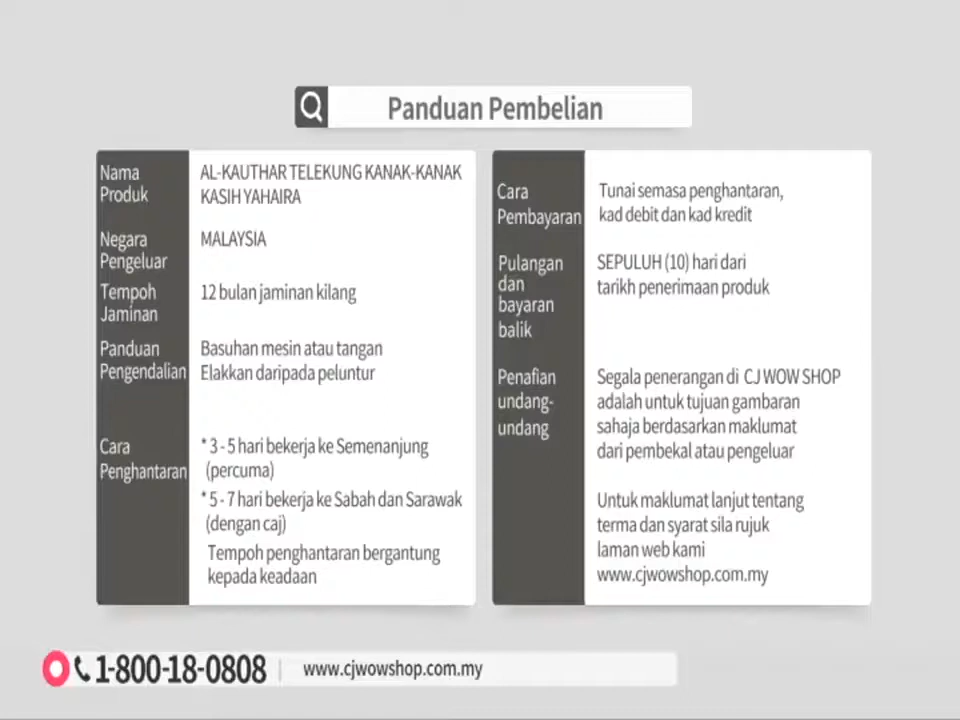 Panduan Pembelian
Nama
Produk
AL-KAUTHAR TELEKUNG KANAK-KANAK
KASIH YAHAIRA
Negara
Pengeluar
MALAYSIA
Tempoh
Jaminan
12 bulan jaminan kilang
Panduan
Pengendalian
Basuhan mesin atau tangan
Elakkan daripada peluntur
Cara
Penghantaran
* 3 - 5 hari bekerja ke Semenanjung
(percuma)
* 5 - 7 hari bekerja ke Sabah dan Sarawak
(dengan caj)
Tempoh penghantaran bergantung
kepada keadaan
Cara
Pembayaran
Tunai semasa penghantaran,
kad debit dan kad kredit
Pulangan
dan
bayaran
balik
SEPULUH (10) hari dari
tarikh penerimaan produk
Penafian
undang-
undang
Segala penerangan di CJ WOW SHOP
adalah untuk tujuan gambaran
sahaja berdasarkan maklumat
dari pembekal atau pengeluar
Untuk maklumat lanjut tentang
terma dan syarat sila rujuk
laman web kami
www.cjwowshop.com.my
1-800-18-0808 | www.cjwowshop.com.my